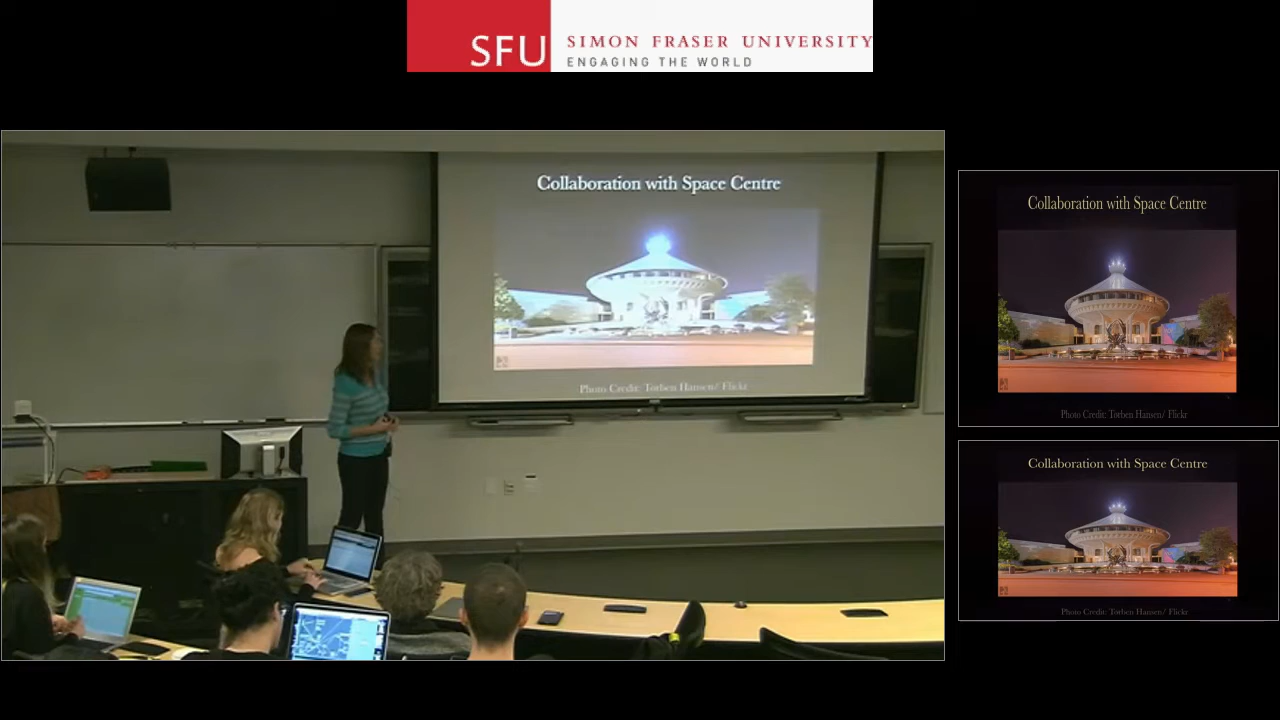 SFU
SIMON FRASER UNIVERSITY
ENGAGING THE WORLD
Collaboration with Space Centre
Photo Credit: Torben Hansen/ Flickr
Collaboration with Space Centre
Photo Credit: Torben Hansen/ Flickr
Collaboration with Space Centre
Photo Credit: Torben Hansen/ Flickr